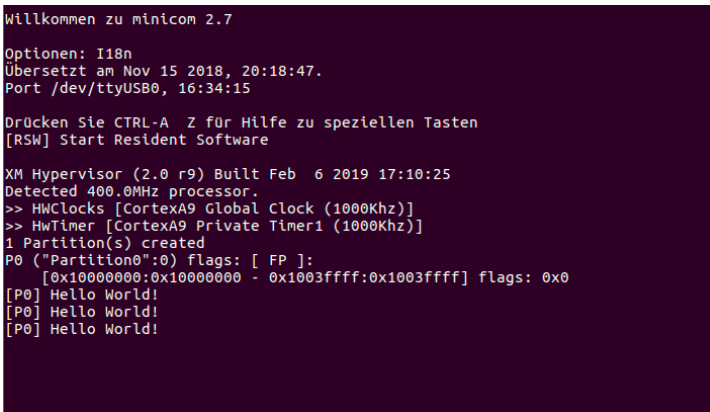 Willkommen zu minicom 2.7
Optionen: I18n
Übersetzt am Nov 15 2018, 20:18:47.
Port /dev/ttyUSB0, 16:34:15
Drücken Sie CTRL-A  Z für Hilfe zu speziellen Tasten
[RSW] Start Resident Software
XM Hypervisor (2.0 r9) Built Feb  6 2019 17:10:25
Detected 400.0MHz processor.
>> HWClocks [CortexA9 Global Clock (1000Khz)]
>> HwTimer [CortexA9 Private Timer1 (1000Khz)]
1 Partition(s) created
P0 ("Partition0":0) flags: [ FP ]:
    [0x10000000:0x10000000 - 0x1003ffff:0x1003ffff] flags: 0x0
[P0] Hello World!
[P0] Hello World!
[P0] Hello World!